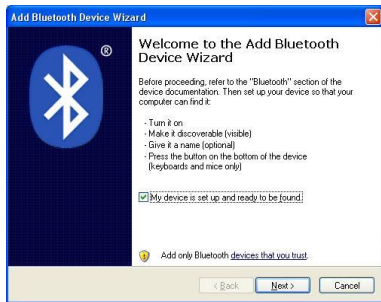 Add Bluetooth Device Wizard
®
Welcome to the Add Bluetooth
Device Wizard
Before proceeding, refer to the "Bluetooth" section of the
device documentation. Then set up your device so that your
computer can find it:
- Turn it on
- Make it discoverable (visible)
- Give it a name (optional)
- Press the button on the bottom of the device
(keyboards and mice only)
My device is set up and ready to be found.
Add only Bluetooth devices that you trust.
< Back
Next >
Cancel